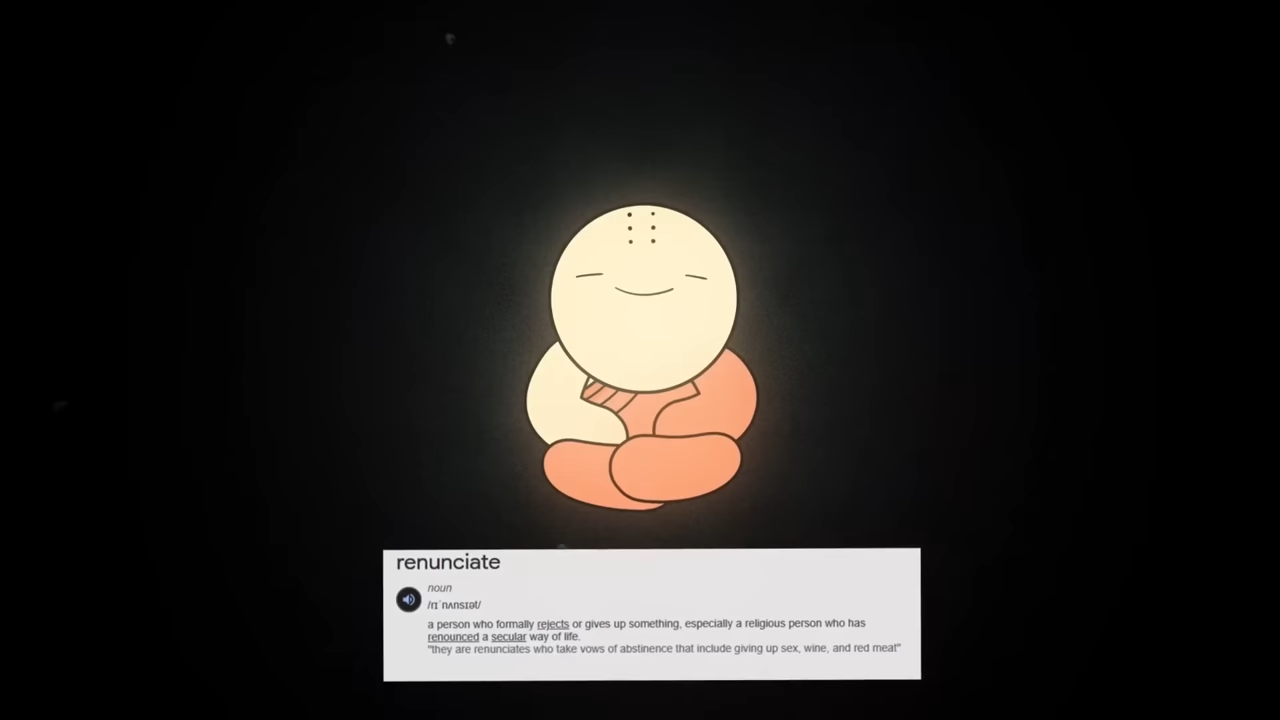 renunciate
noun
/rɪˈnʌnsɪət/
a person who formally rejects or gives up something, especially a religious person who has
renounced a secular way of life.
"they are renunciates who take vows of abstinence that include giving up sex, wine, and red meat"